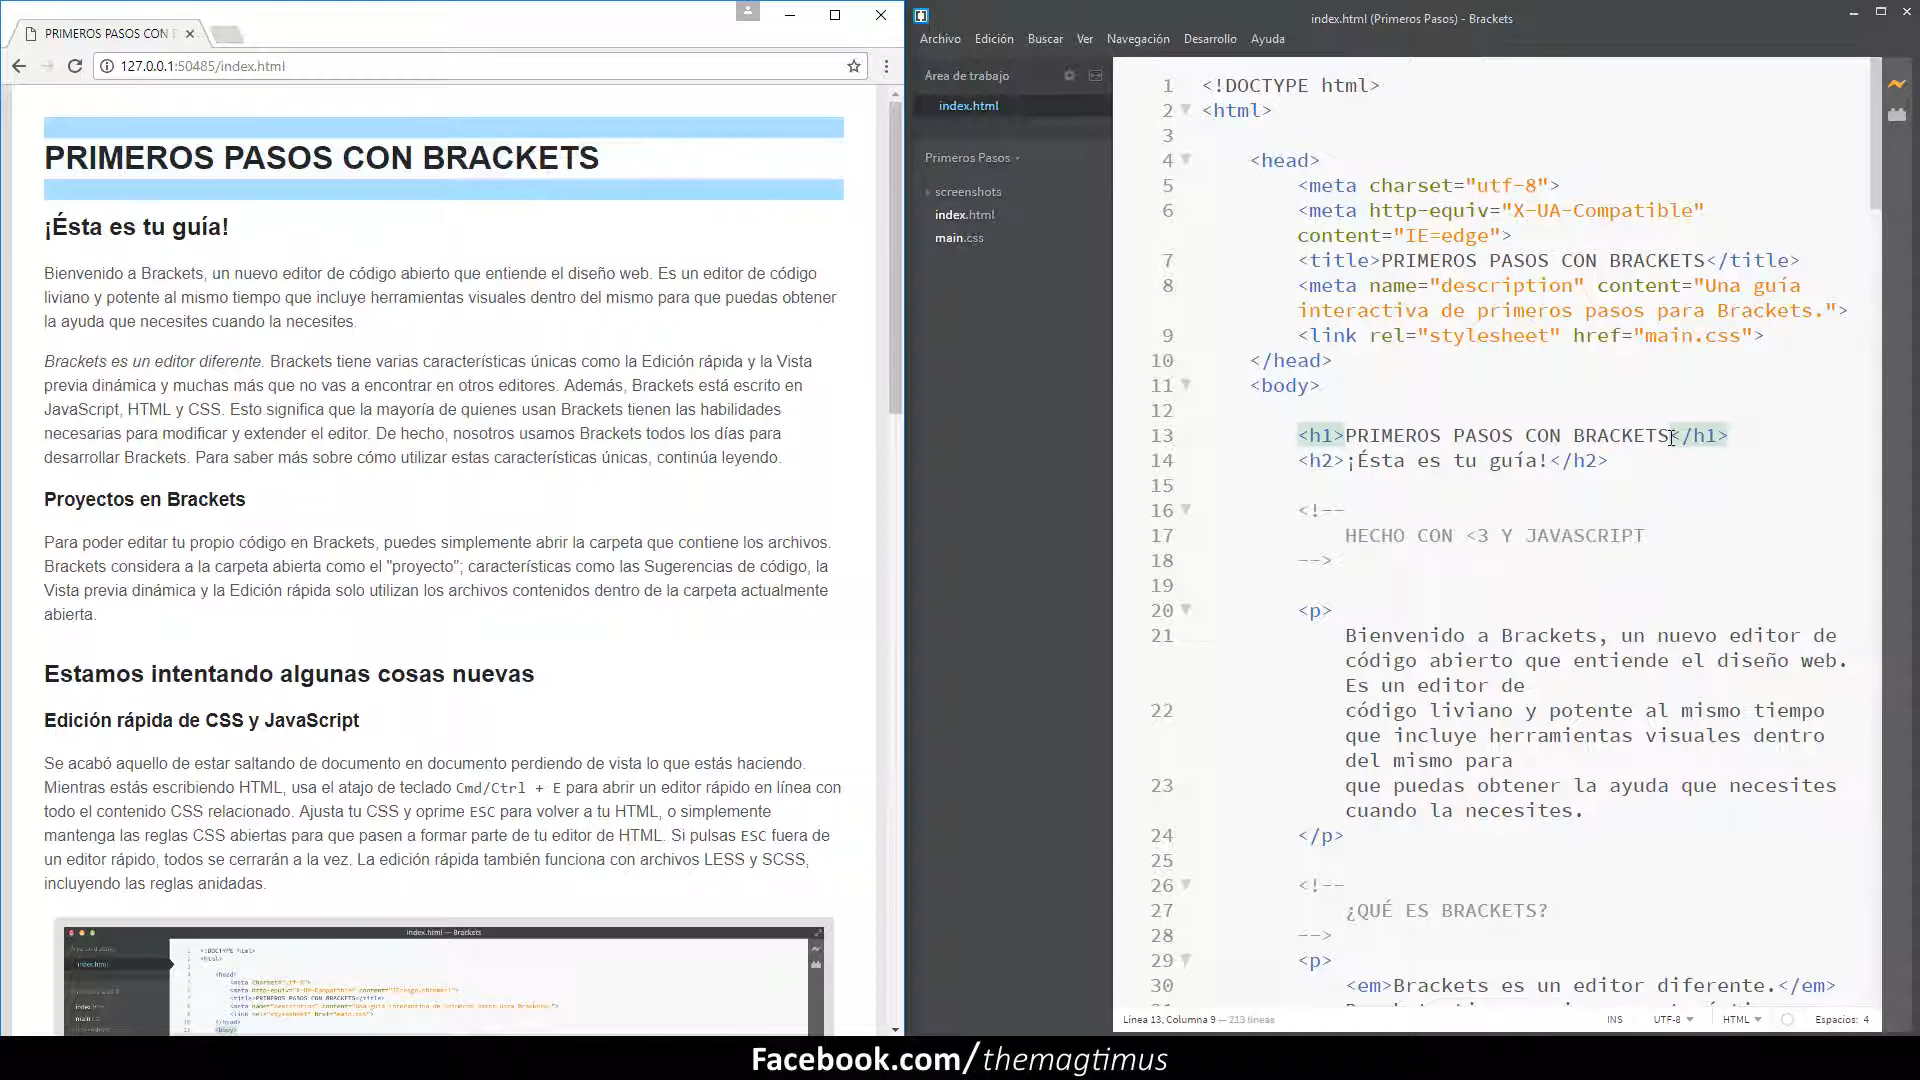 PRIMEROS PASOS CON
127.0.0.1:50485/index.html
PRIMEROS PASOS CON BRACKETS
¡Ésta es tu guía!
Bienvenido a Brackets, un nuevo editor de código abierto que entiende el diseño web. Es un editor de código
liviano y potente al mismo tiempo que incluye herramientas visuales dentro del mismo para que puedas obtener
la ayuda que necesites cuando la necesites.
Brackets es un editor diferente. Brackets tiene varias características únicas como la Edición rápida y la Vista
previa dinámica y muchas más que no vas a encontrar en otros editores. Además, Brackets está escrito en
JavaScript, HTML y CSS. Esto significa que la mayoría de quienes usan Brackets tienen las habilidades
necesarias para modificar y extender el editor. De hecho, nosotros usamos Brackets todos los días para
desarrollar Brackets. Para saber más sobre cómo utilizar estas características únicas, continúa leyendo.
Proyectos en Brackets
Para poder editar tu propio código en Brackets, puedes simplemente abrir la carpeta que contiene los archivos.
Brackets considera a la carpeta abierta como el "proyecto"; características como las Sugerencias de código, la
Vista previa dinámica y la Edición rápida solo utilizan los archivos contenidos dentro de la carpeta actualmente
abierta.
Estamos intentando algunas cosas nuevas
Edición rápida de CSS y JavaScript
Se acabó aquello de estar saltando de documento en documento perdiendo de vista lo que estás haciendo.
Mientras estás escribiendo HTML, usa el atajo de teclado Cmd/Ctrl + E para abrir un editor rápido en línea con
todo el contenido CSS relacionado. Ajusta tu CSS y oprime ESC para volver a tu HTML, o simplemente
mantenga las reglas CSS abiertas para que pasen a formar parte de tu editor de HTML. Si pulsas ESC fuera de
un editor rápido, todos se cerrarán a la vez. La edición rápida también funciona con archivos LESS y SCSS,
incluyendo las reglas anidadas.
index.html — Brackets
index.html
<!DOCTYPE html>
<html>
<head>
<title>PRIMEROS PASOS CON BRACKETS</title>
</head>
<body>
index.html (Primeros Pasos) - Brackets
Archivo Edición Buscar Ver Navegación Desarrollo Ayuda
Área de trabajo
index.html
Primeros Pasos
screenshots
index.html
main.css
1 <!DOCTYPE html>
2 <html>
3
4 <head>
5 <meta charset="utf-8">
6 <meta http-equiv="X-UA-Compatible"
content="IE=edge">
7 <title>PRIMEROS PASOS CON BRACKETS</title>
8 <meta name="description" content="Una guía
interactiva de primeros pasos para Brackets.">
9 <link rel="stylesheet" href="main.css">
10 </head>
11 <body>
12
13 <h1>PRIMEROS PASOS CON BRACKETS</h1>
14 <h2>¡Ésta es tu guía!</h2>
15
16 <!--
17 HECHO CON <3 Y JAVASCRIPT
18 -->
19
20 <p>
21 Bienvenido a Brackets, un nuevo editor de
código abierto que entiende el diseño web.
Es un editor de
22 código liviano y potente al mismo tiempo
que incluye herramientas visuales dentro
del mismo para
23 que puedas obtener la ayuda que necesites
cuando la necesites.
24 </p>
25
26 <!--
27 ¿QUÉ ES BRACKETS?
28 -->
29 <p>
30 <em>Brackets es un editor diferente.</em>
Línea 13, Columna 9 — 213 líneas
INS UTF-8 HTML Espacios: 4
Facebook.com/themagtimus